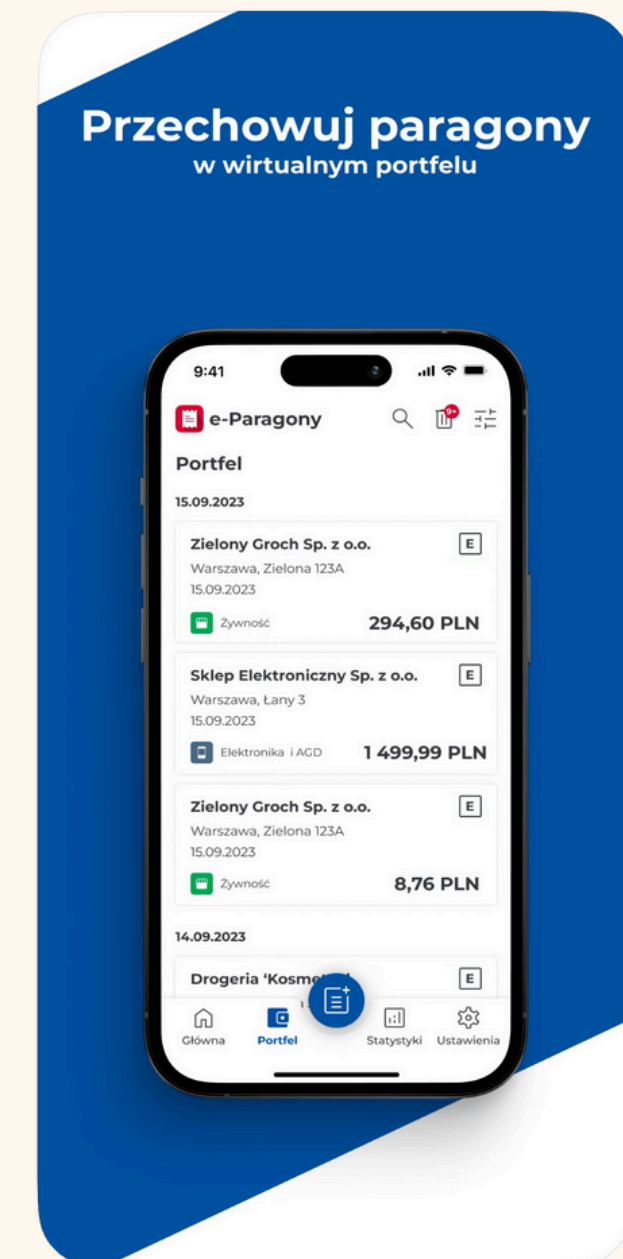 Przechowuj paragony
w wirtualnym portfelu
9:41
e-Paragony
9+
Portfel
15.09.2023
Zielony Groch Sp. z o.o.
E
Warszawa, Zielona 123A
15.09.2023
Żywność
294,60 PLN
Sklep Elektroniczny Sp. z o.o.
E
Warszawa, Łany 3
15.09.2023
Elektronika i AGD
1 499,99 PLN
Zielony Groch Sp. z o.o.
E
Warszawa, Zielona 123A
15.09.2023
Żywność
8,76 PLN
14.09.2023
Drogeria
E
Główna
Portfel
Statystyki
Ustawienia